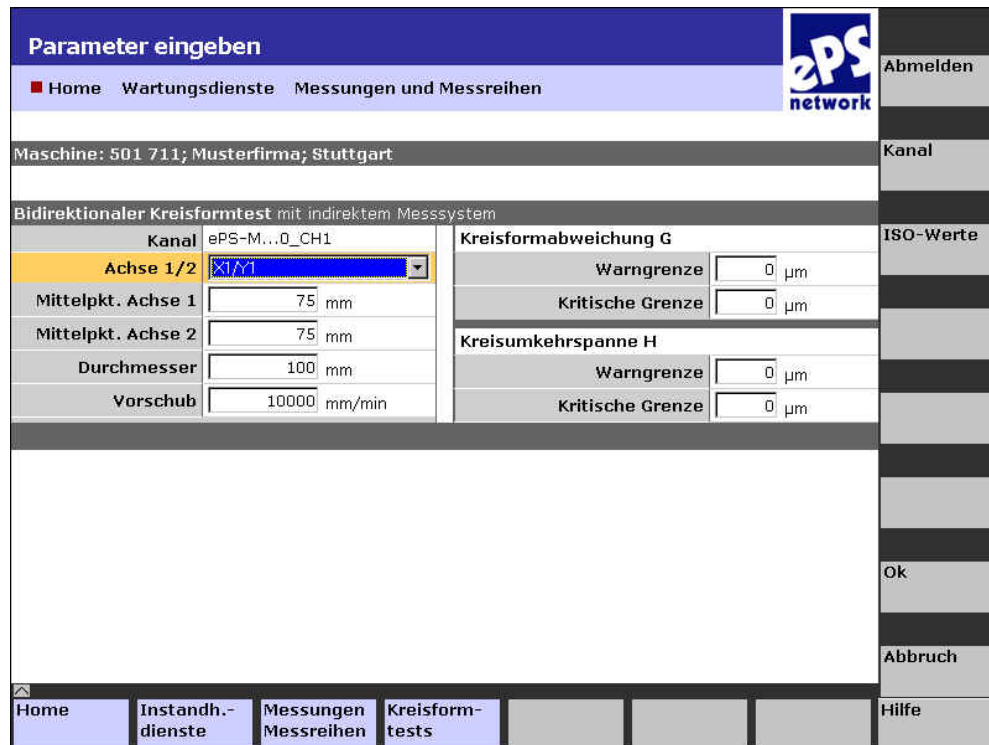 Parameter eingeben
ePS
network
Home Wartungsdienste Messungen und Messreihen
Maschine: 501 711; Musterfirma; Stuttgart
Bidirektionaler Kreisformtest mit indirektem Messsystem
Kanal ePS-M...0_CH1
Achse 1/2 X1/Y1
Mittelpkt. Achse 1 75 mm
Mittelpkt. Achse 2 75 mm
Durchmesser 100 mm
Vorschub 10000 mm/min
Kreisformabweichung G
Warngrenze 0 µm
Kritische Grenze 0 µm
Kreisumkehrspanne H
Warngrenze 0 µm
Kritische Grenze 0 µm
Abmelden
Kanal
ISO-Werte
Ok
Abbruch
Home
Instandh.-
dienste
Messungen
Messreihen
Kreisform-
tests
Hilfe